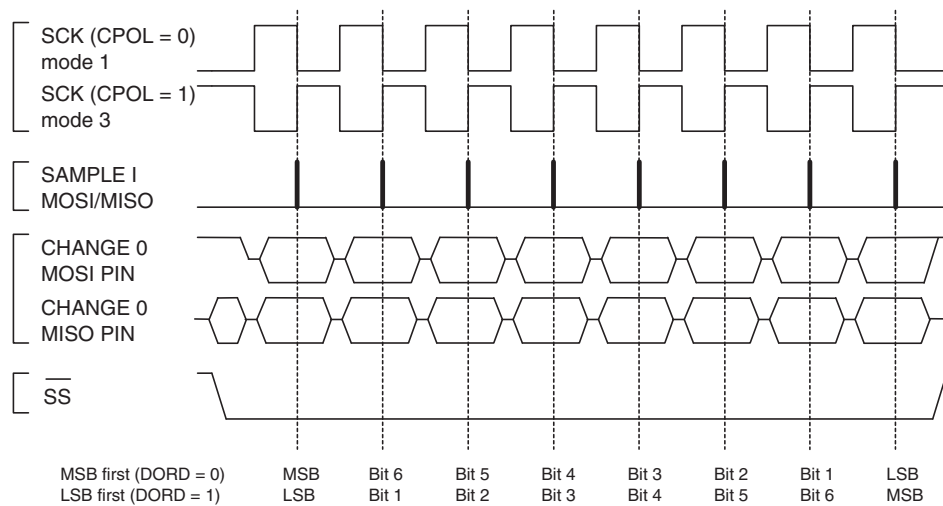 SCK (CPOL = 0)
mode 1
SCK (CPOL = 1)
mode 3
SAMPLE I
MOSI/MISO
CHANGE 0
MOSI PIN
CHANGE 0
MISO PIN
SS
MSB first (DORD = 0) MSB Bit 6 Bit 5 Bit 4 Bit 3 Bit 2 Bit 1 LSB
LSB first (DORD = 1) LSB Bit 1 Bit 2 Bit 3 Bit 4 Bit 5 Bit 6 MSB